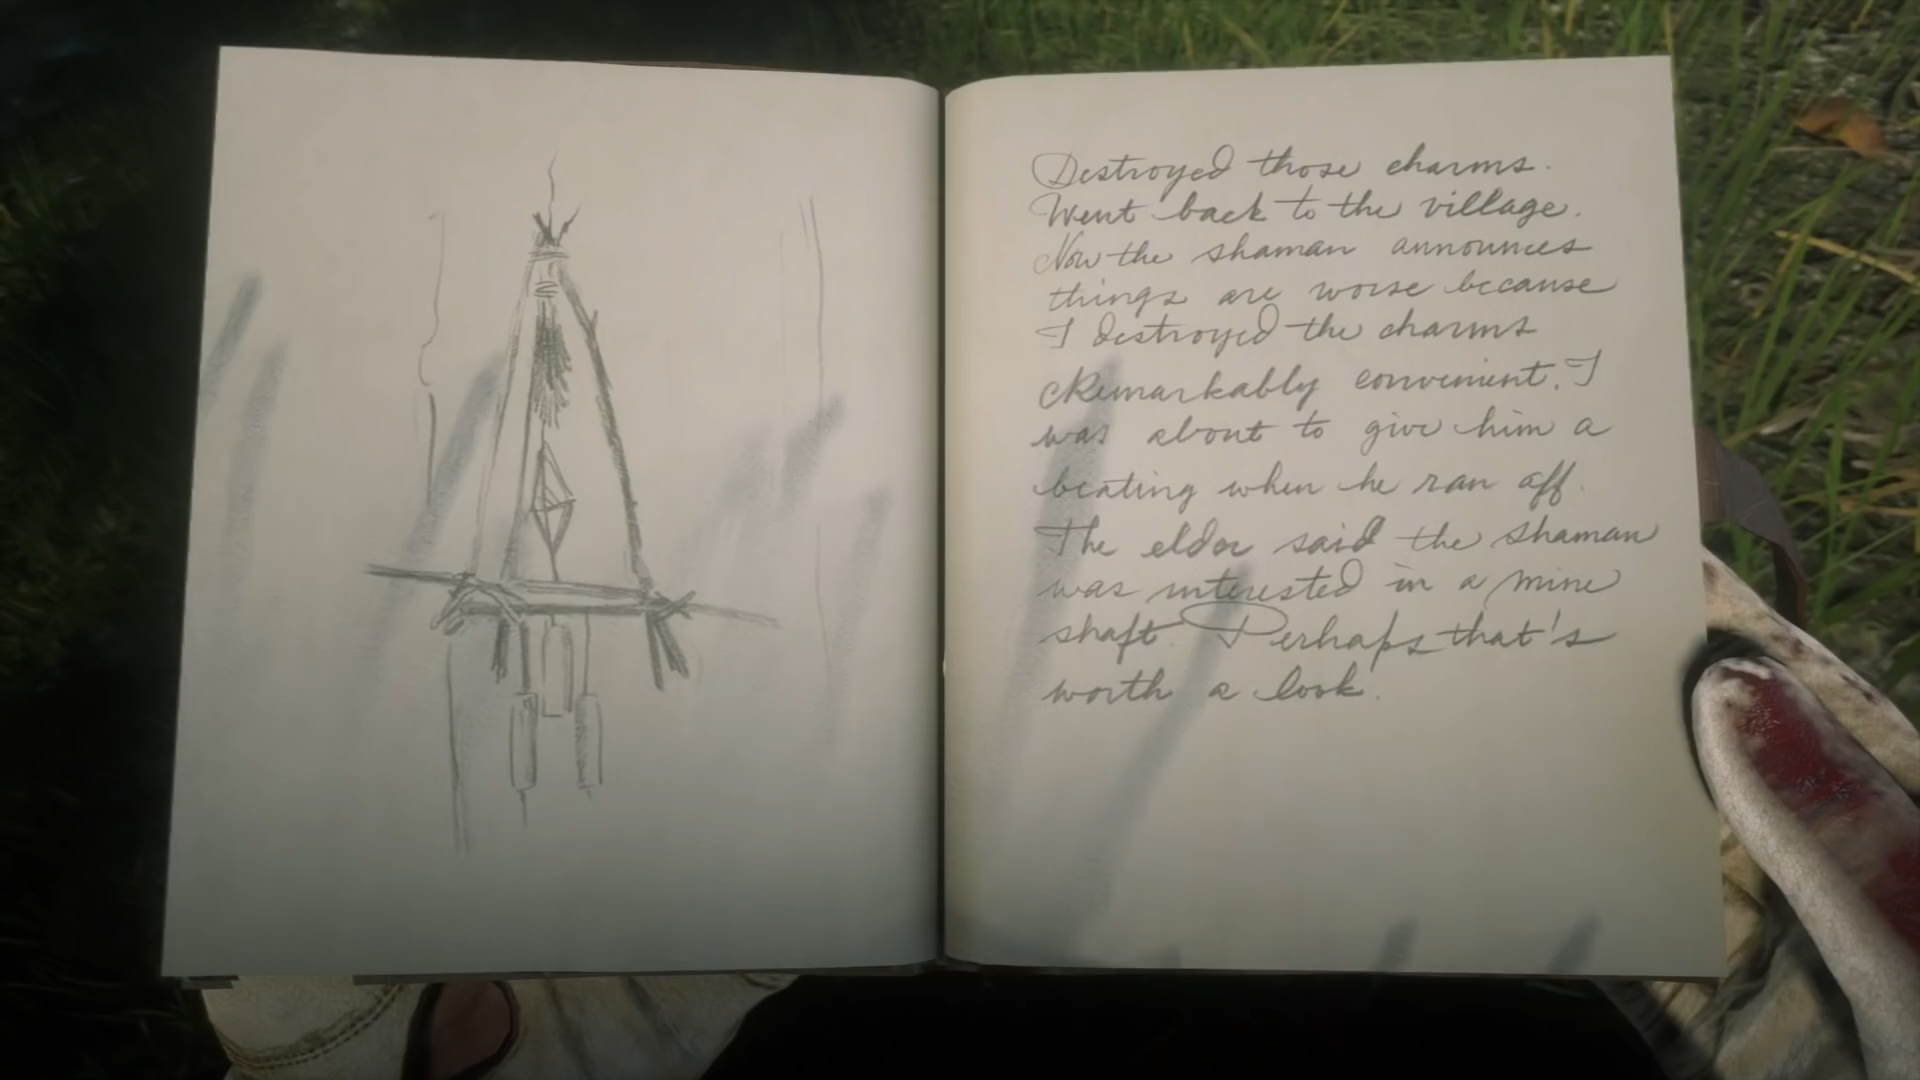 Destroyed those charms.
Went back to the village.
Now the shaman announces
things are worse because
I destroyed the charms
Remarkably convenient. I
was about to give him a
beating when he ran off.
The elder said the shaman
was interested in a mine
shaft. Perhaps that's
worth a look.